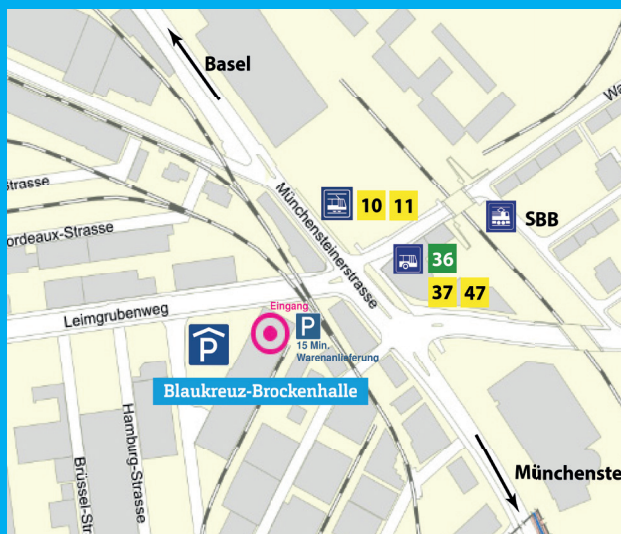 Basel
Wa
Münchensteinerstrasse
10 11
SBB
Strasse
ordeaux-Strasse
36
37 47
Leimgrubenweg
Eingang
P
P
15 Min.
Warenanlieferung
Blaukreuz-Brockenhalle
Hamburg-Strasse
Brüssel-Str
Münchenste